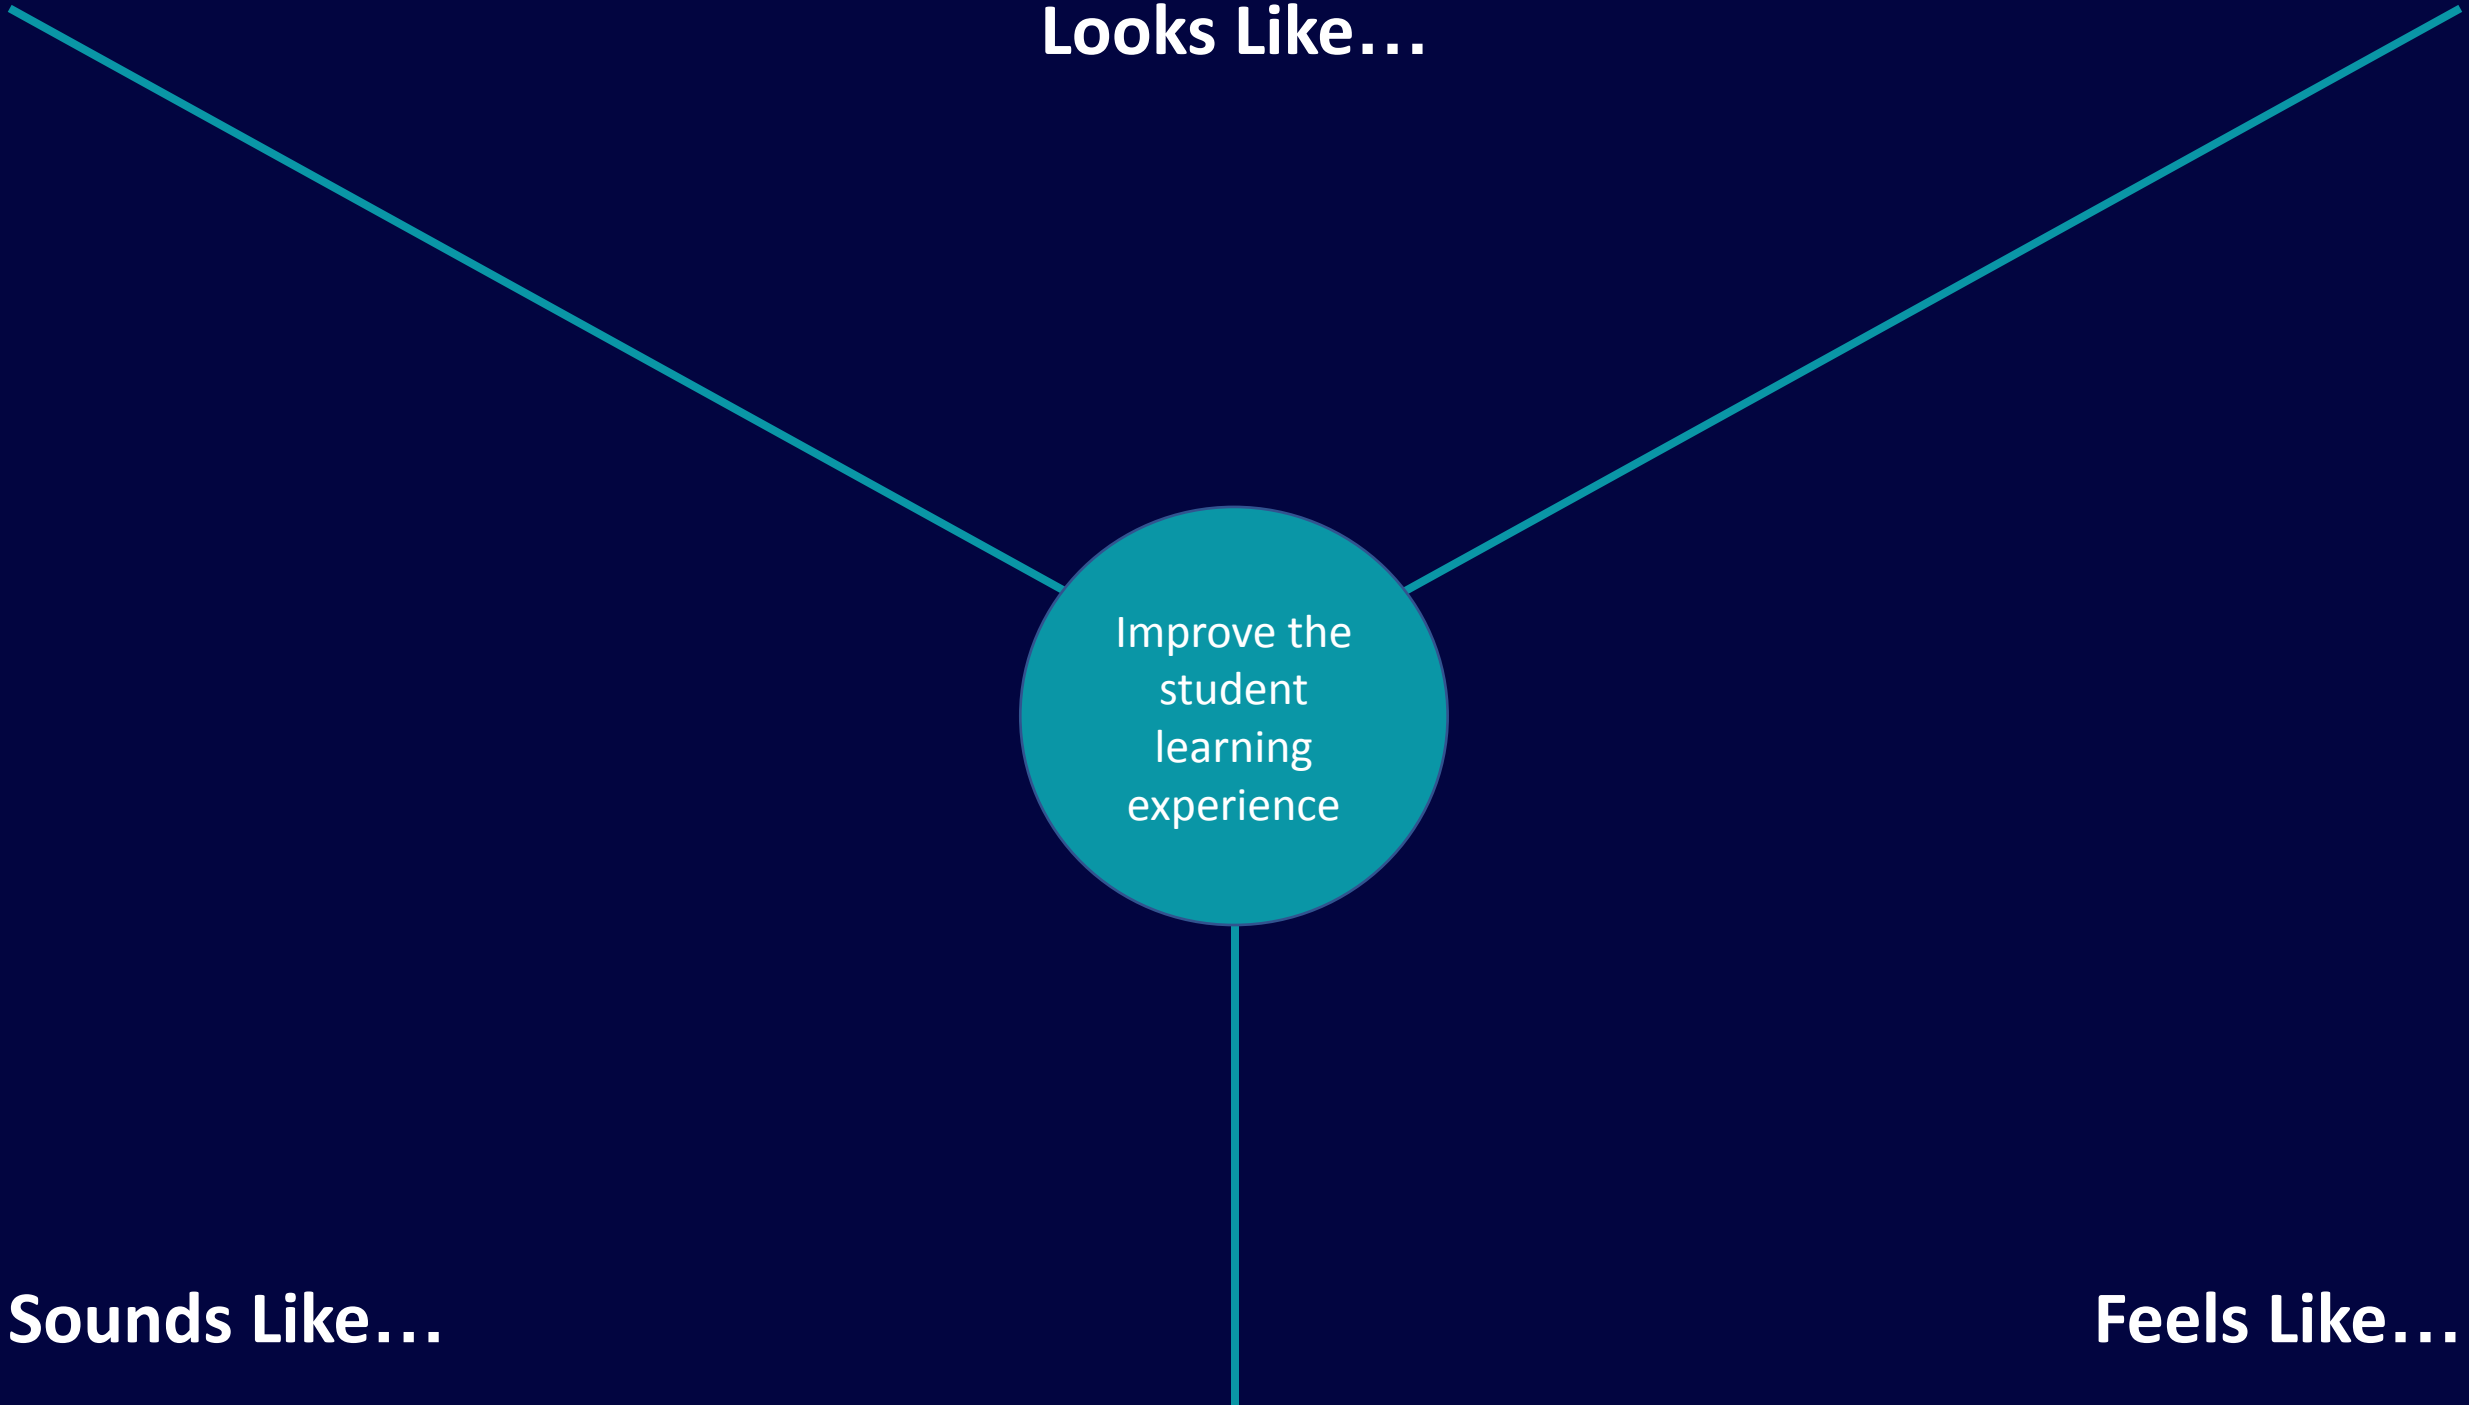 Looks Like…
Improve the
student
learning
experience
Sounds Like…
Feels Like…